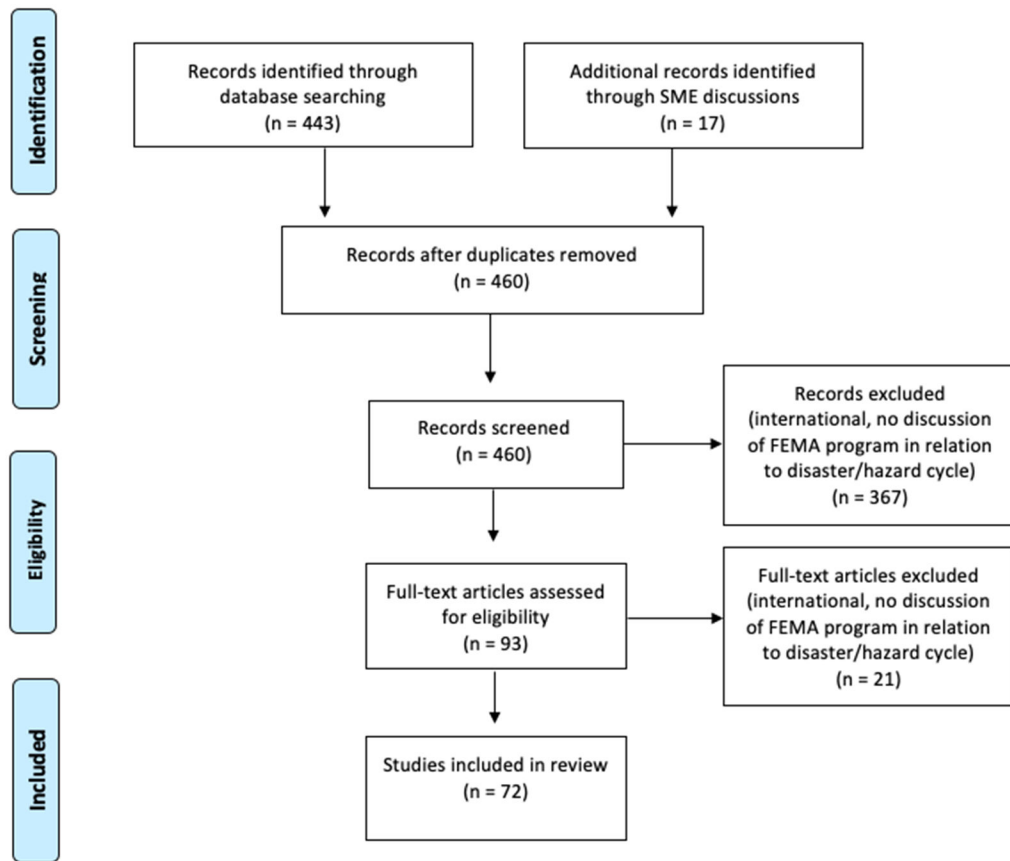 Identification
Records identified through
database searching
(n = 443)
Additional records identified
through SME discussions
(n = 17)
Screening
Records after duplicates removed
(n = 460)
Records screened
(n = 460)
Records excluded
(international, no discussion
of FEMA program in relation
to disaster/hazard cycle)
(n = 367)
Eligibility
Full-text articles assessed
for eligibility
(n = 93)
Full-text articles excluded
(international, no discussion
of FEMA program in relation
to disaster/hazard cycle)
(n = 21)
Included
Studies included in review
(n = 72)